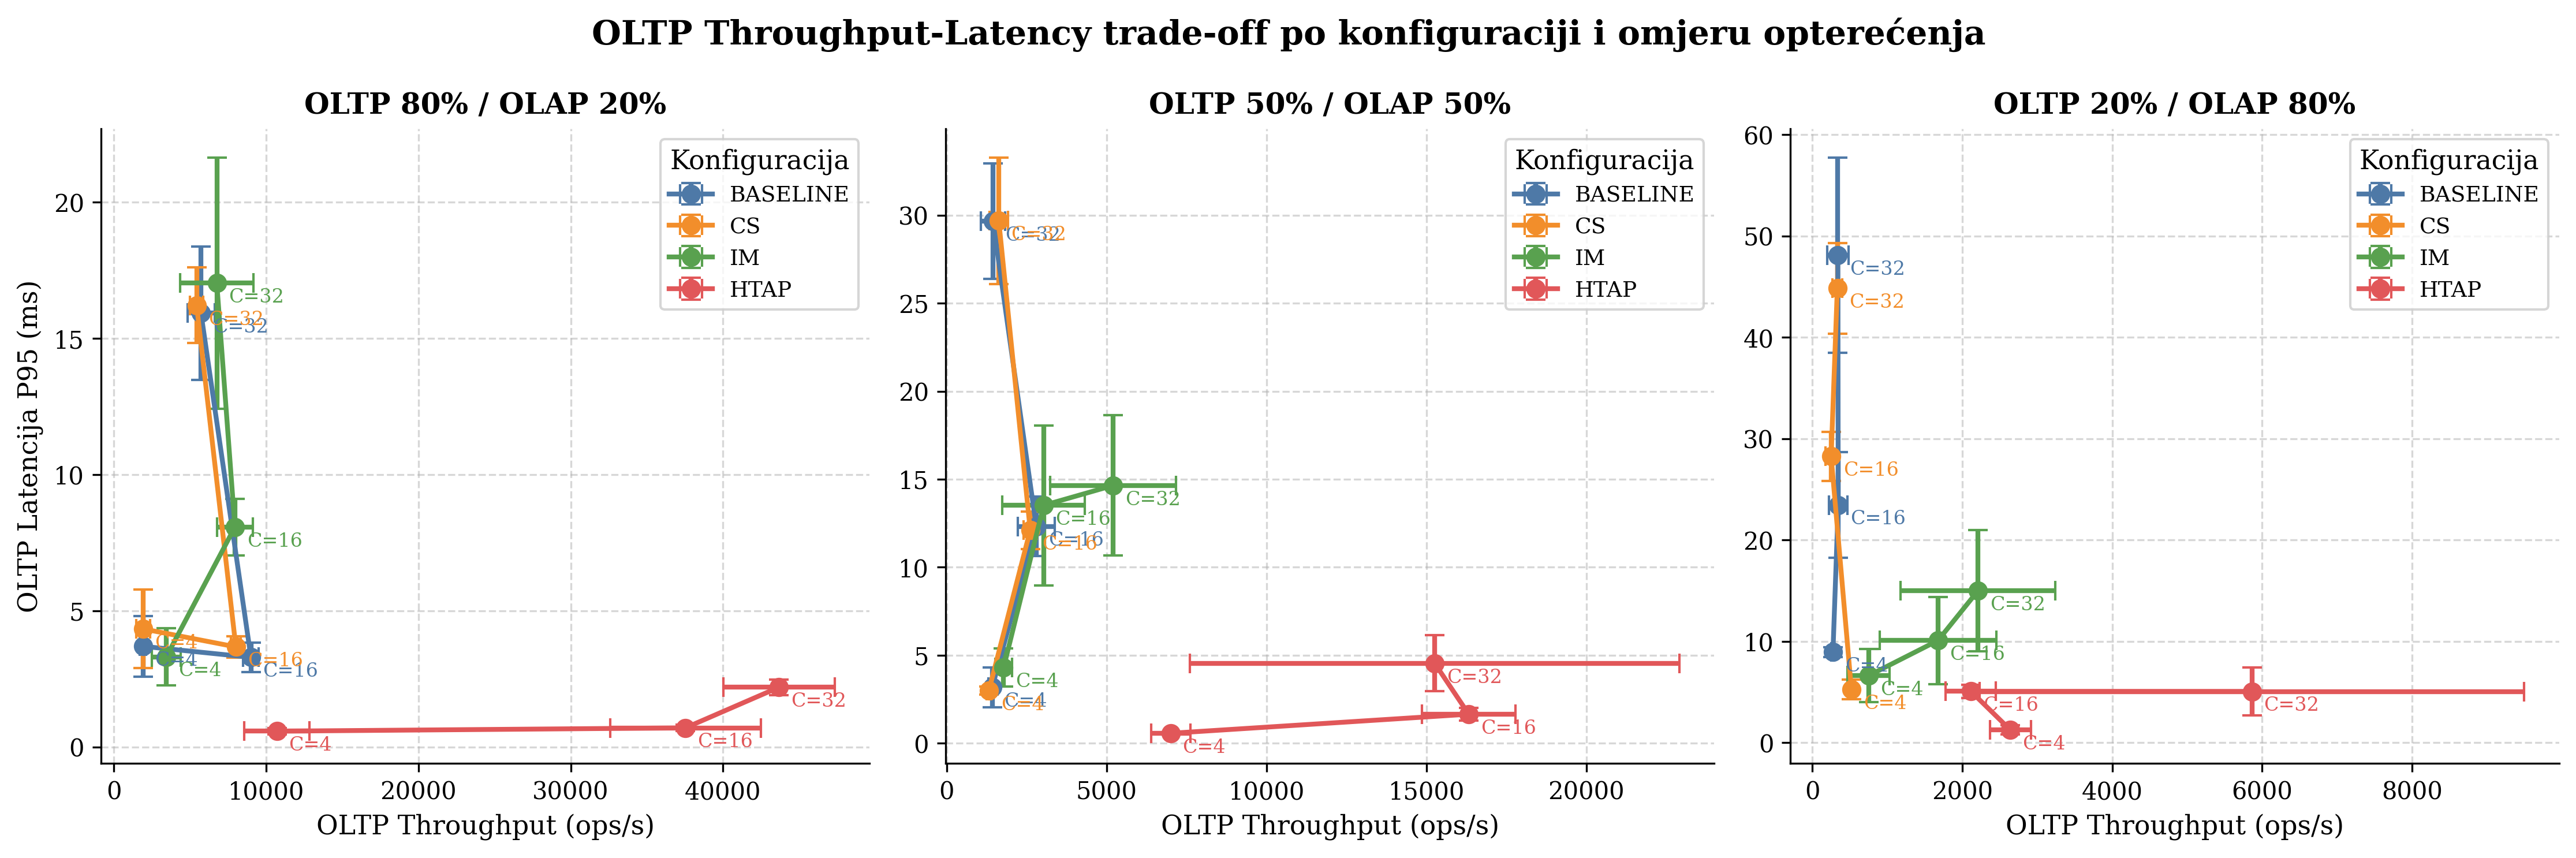 OLTP Throughput-Latency trade-off po konfiguraciji i omjeru opterećenja
OLTP 80% / OLAP 20%
OLTP Latencija P95 (ms)
20
15
10
5
0
0
10000
20000
30000
40000
OLTP Throughput (ops/s)
Konfiguracija
BASELINE
CS
IM
HTAP
C=32
C=32
C=32
C=16
C=4
C=4
C=4
C=16
C=16
C=4
C=16
C=32
OLTP 50% / OLAP 50%
30
25
20
15
10
5
0
0
5000
10000
15000
20000
OLTP Throughput (ops/s)
Konfiguracija
BASELINE
CS
IM
HTAP
C=32
C=32
C=32
C=16
C=16
C=16
C=4
C=4
C=4
C=32
C=16
C=4
OLTP 20% / OLAP 80%
60
50
40
30
20
10
0
0
2000
4000
6000
8000
OLTP Throughput (ops/s)
Konfiguracija
BASELINE
CS
IM
HTAP
C=32
C=32
C=16
C=16
C=32
C=16
C=4
C=4
C=4
C=16
C=32
C=4